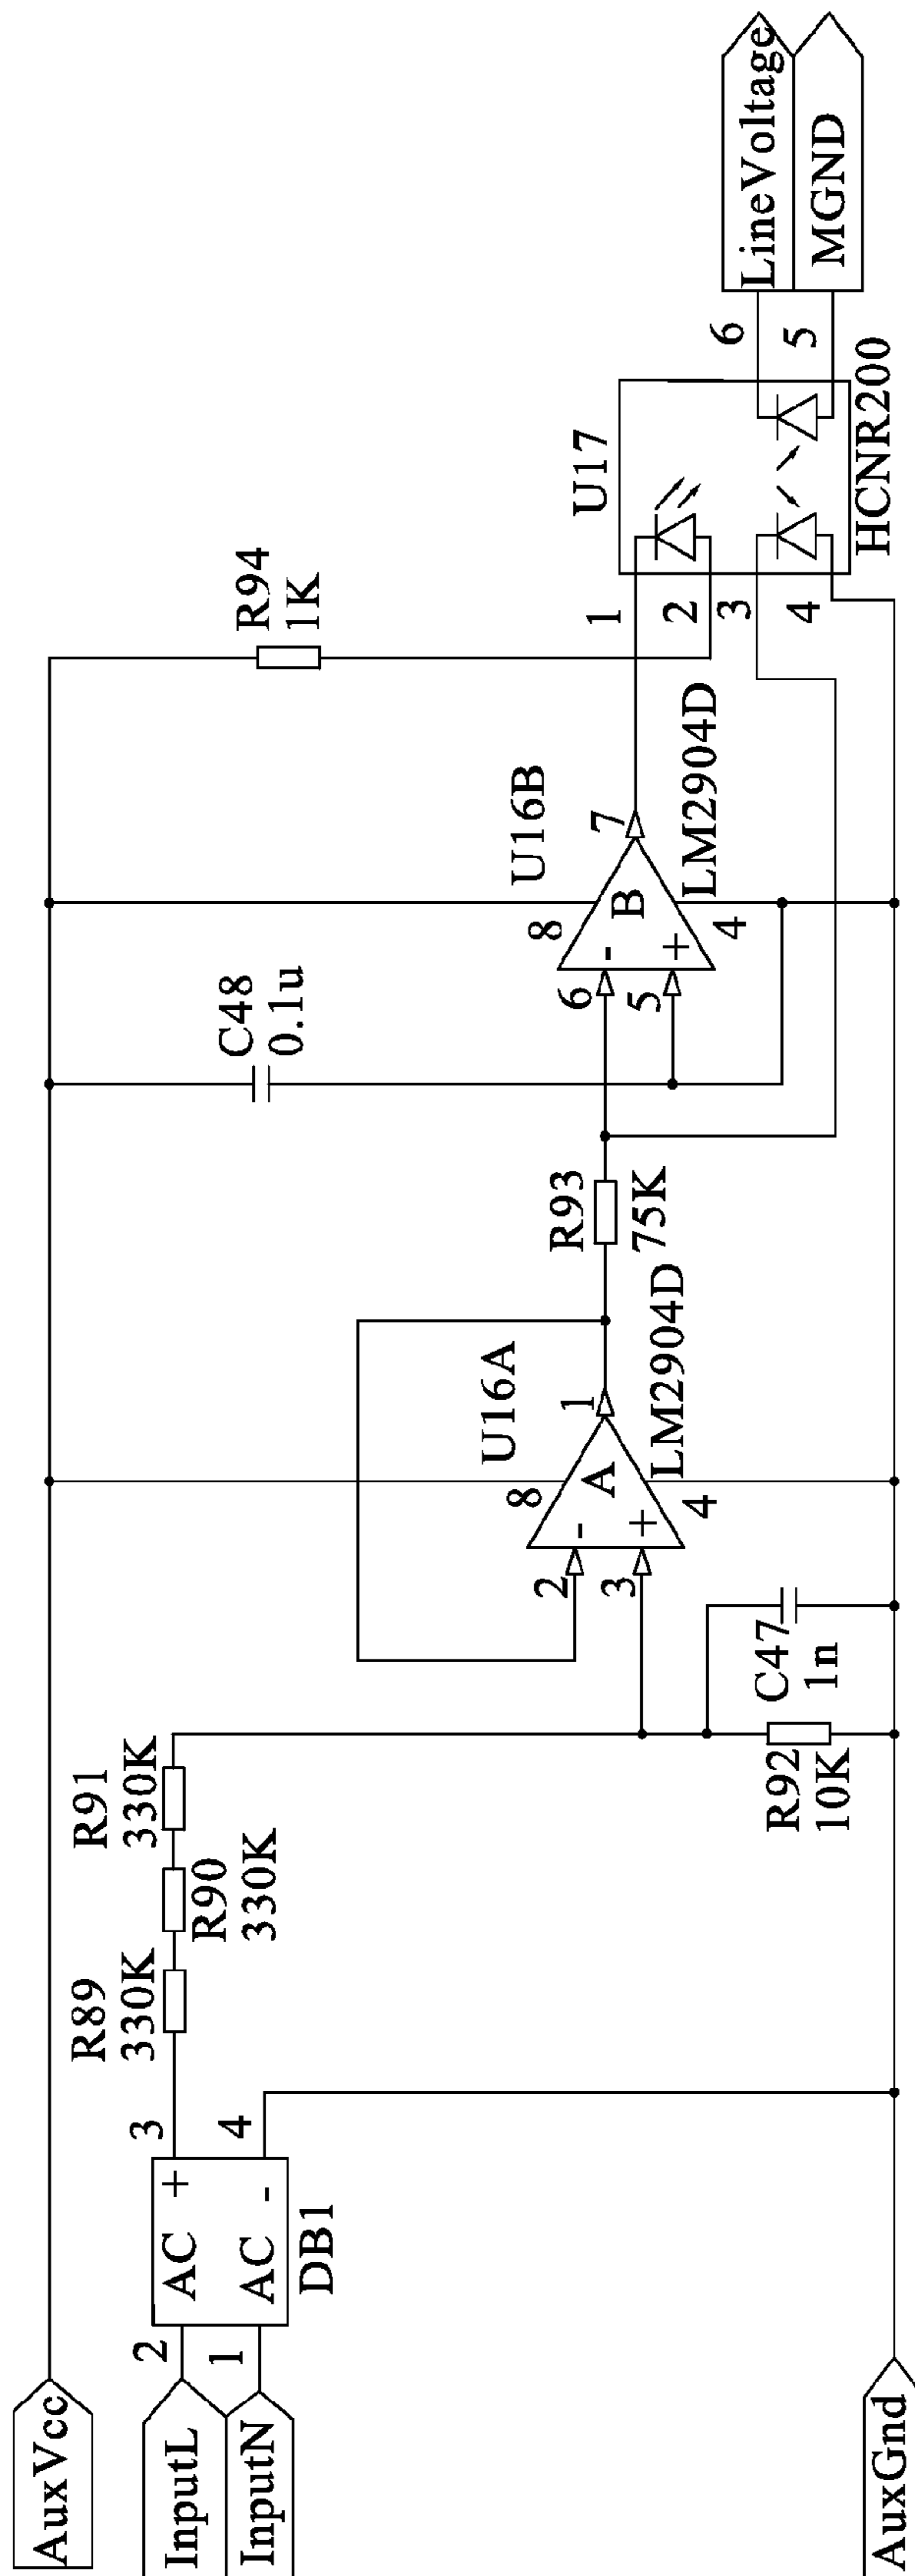 AuxVcc
InputL
InputN
AuxGnd
2
1
AC +
AC -
DB1
3
4
R89
330K
R90
330K
R91
330K
R92
10K
C47
1n
2
3
-
+
A
8
4
1
U16A
LM2904D
R93
75K
C48
0.1u
6
5
-
+
B
8
4
7
U16B
LM2904D
R94
1K
1
2
3
4
U17
HCNR200
6
5
LineVoltage
MGND